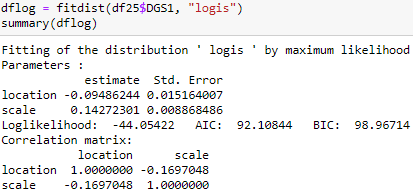 dflog = fitdist(df25$DGS1, "logis")
summary(dflog)
Fitting of the distribution ' logis ' by maximum likelihood
Parameters :
estimate Std. Error
location -0.09486244 0.015164007
scale 0.14272301 0.008868486
Loglikelihood: -44.05422 AIC: 92.10844 BIC: 98.96714
Correlation matrix:
location scale
location 1.0000000 -0.1697048
scale -0.1697048 1.0000000